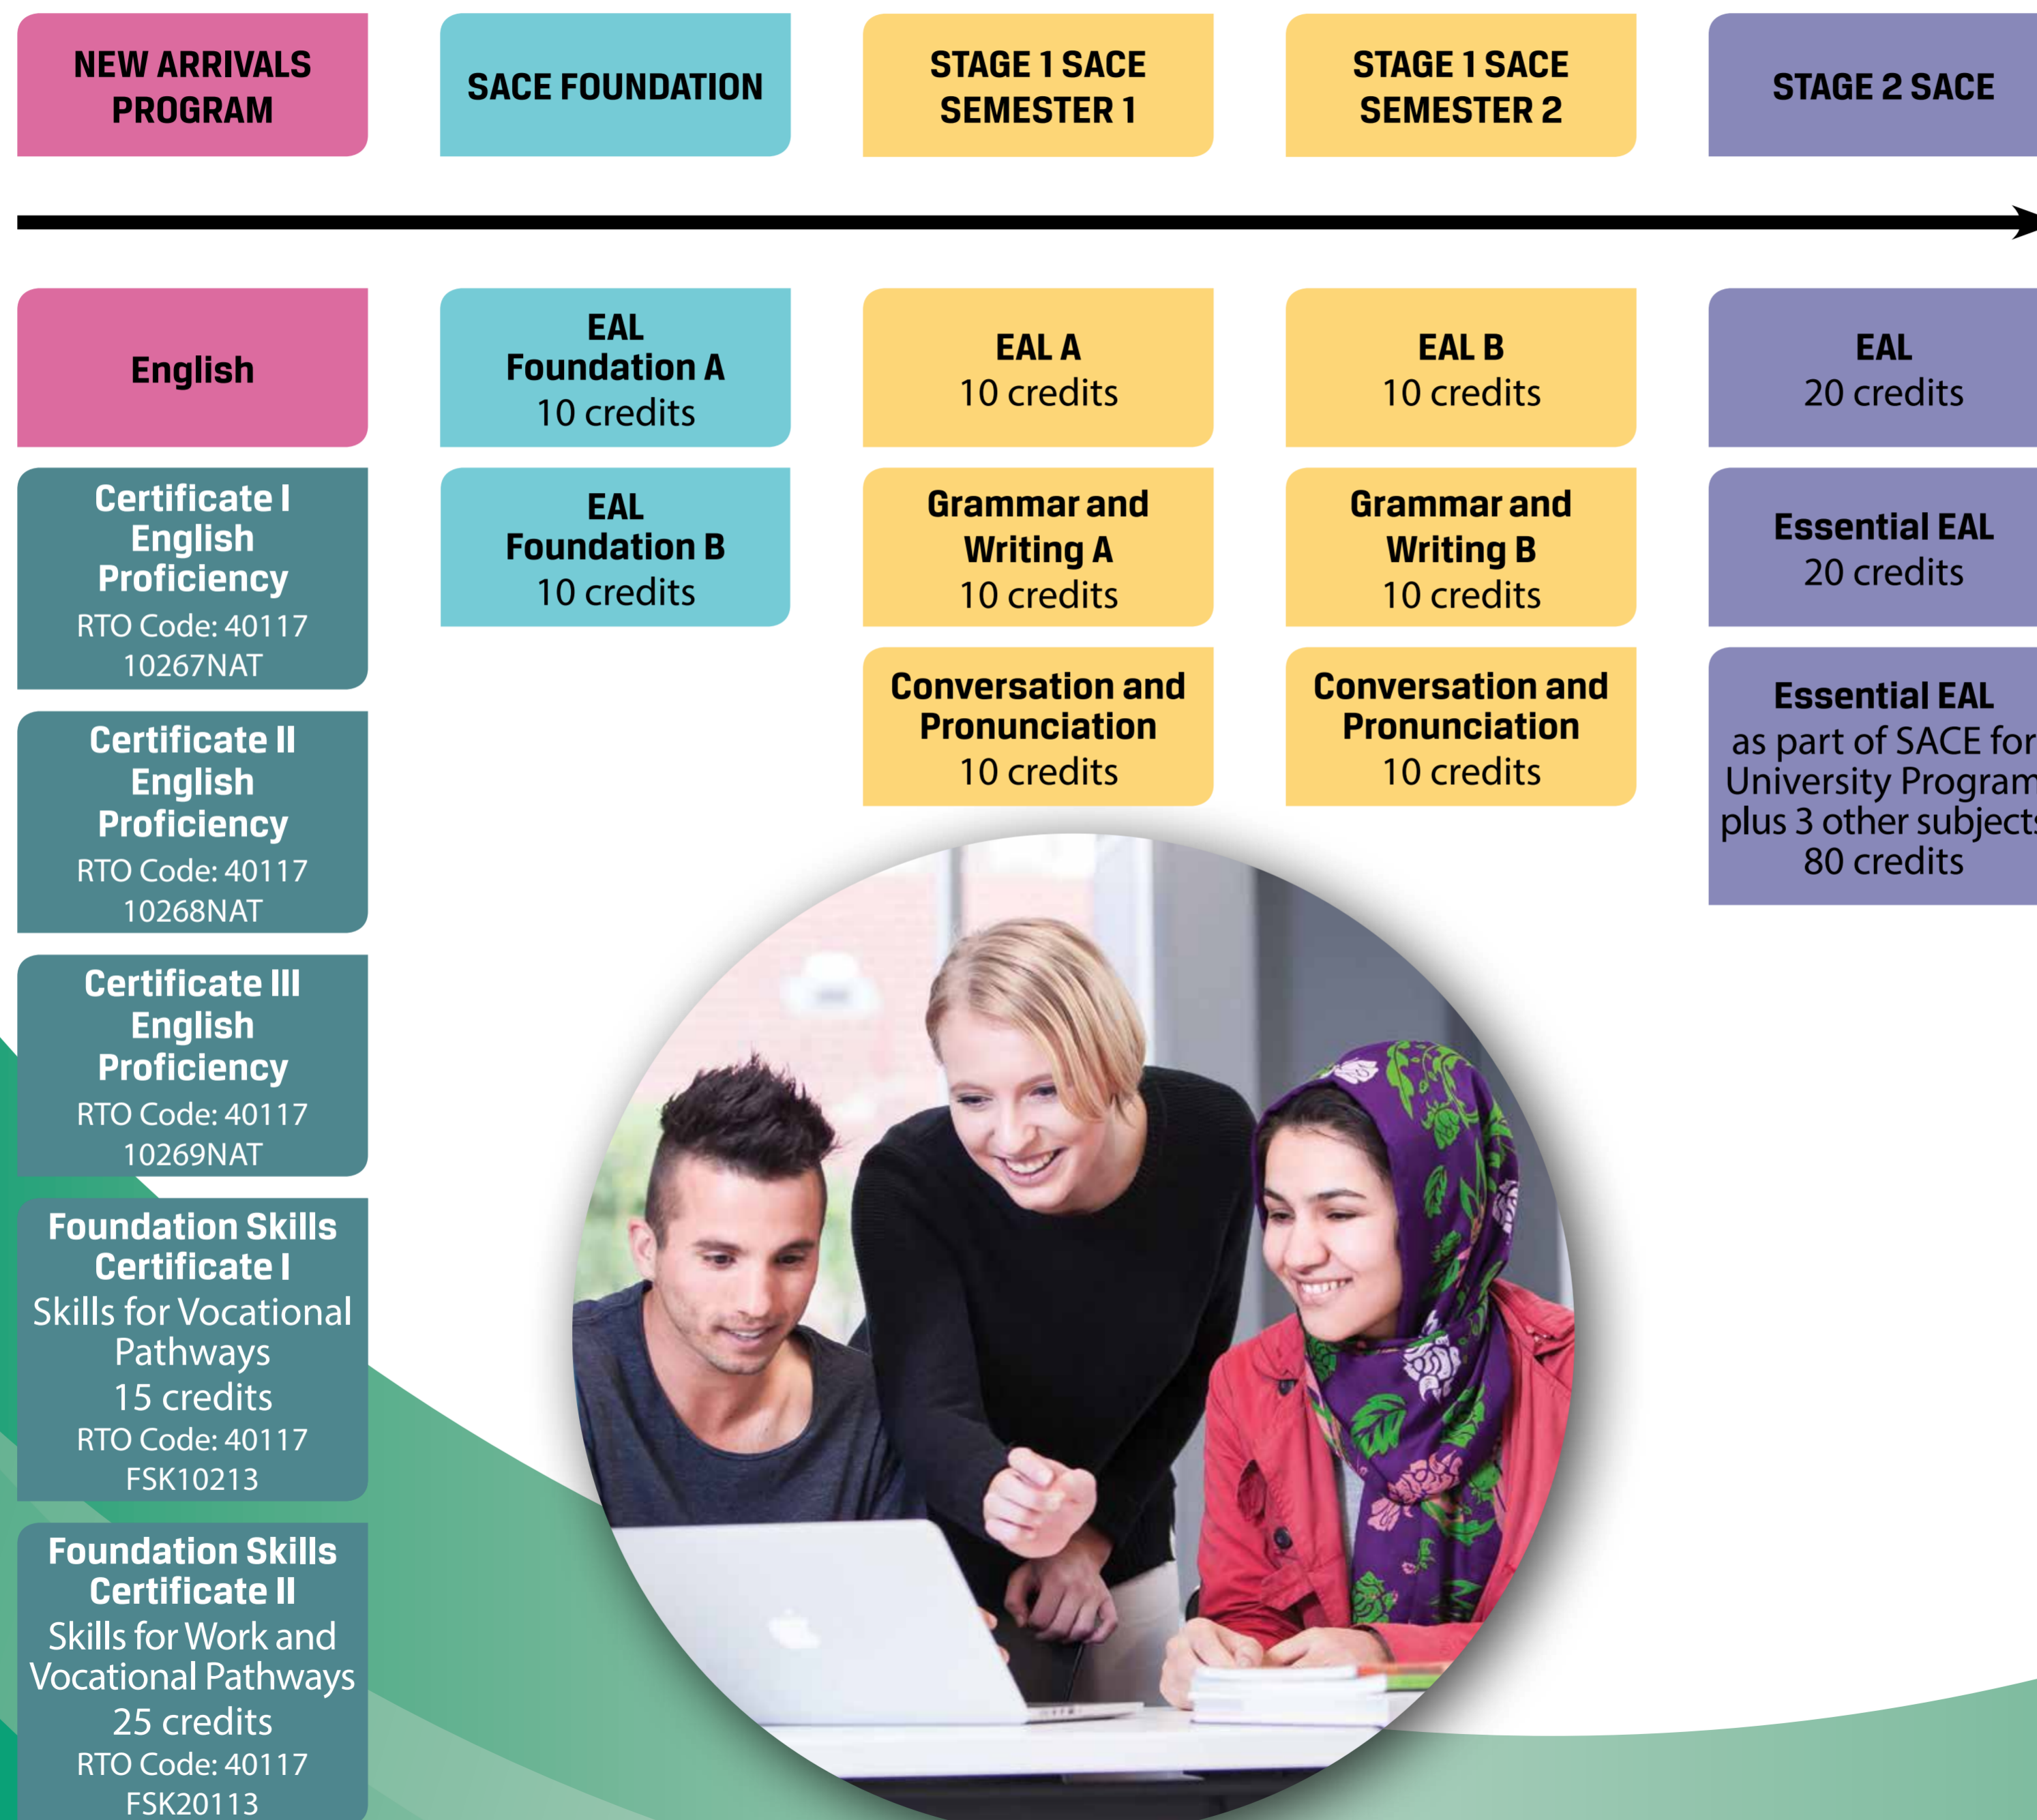 NEW ARRIVALS
PROGRAM
SACE FOUNDATION
STAGE 1 SACE
SEMESTER 1
STAGE 1 SACE
SEMESTER 2
STAGE 2 SACE
English
Certificate I
English
Proficiency
RTO Code: 40117
10267NAT
Certificate II
English
Proficiency
RTO Code: 40117
10268NAT
Certificate III
English
Proficiency
RTO Code: 40117
10269NAT
Foundation Skills
Certificate I
Skills for Vocational
Pathways
15 credits
RTO Code: 40117
FSK10213
Foundation Skills
Certificate II
Skills for Work and
Vocational Pathways
25 credits
RTO Code: 40117
FSK20113
EAL
Foundation A
10 credits
EAL
Foundation B
10 credits
EAL A
10 credits
Grammar and
Writing A
10 credits
Conversation and
Pronunciation
10 credits
EAL B
10 credits
Grammar and
Writing B
10 credits
Conversation and
Pronunciation
10 credits
EAL
20 credits
Essential EAL
20 credits
Essential EAL
as part of SACE for
University Program
plus 3 other subjects
80 credits